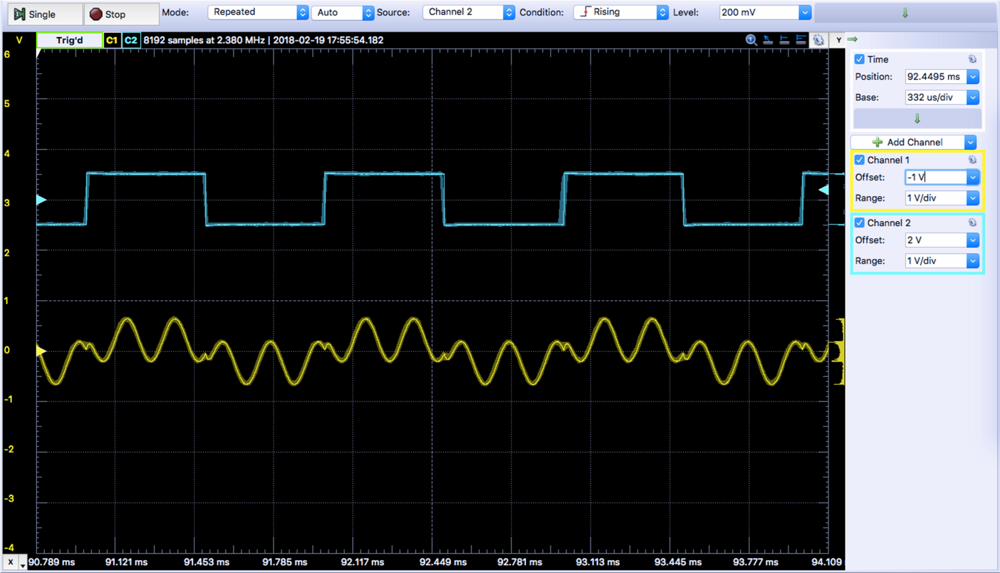 Single Stop Mode: Repeated Auto Source: Channel 2 Condition: Rising Level: 200 mV
V Trig'd C1 C2 8192 samples at 2.380 MHz | 2018-02-19 17:55:54.182 Y
6
Time
Position: 92.4495 ms
5
Base: 332 us/div
Add Channel
4
Channel 1
Offset: -1 V
Range: 1 V/div
3
Channel 2
Offset: 2 V
2
Range: 1 V/div
1
0
-1
-2
-3
-4
X 90.789 ms 91.121 ms 91.453 ms 91.785 ms 92.117 ms 92.449 ms 92.781 ms 93.113 ms 93.445 ms 93.777 ms 94.109